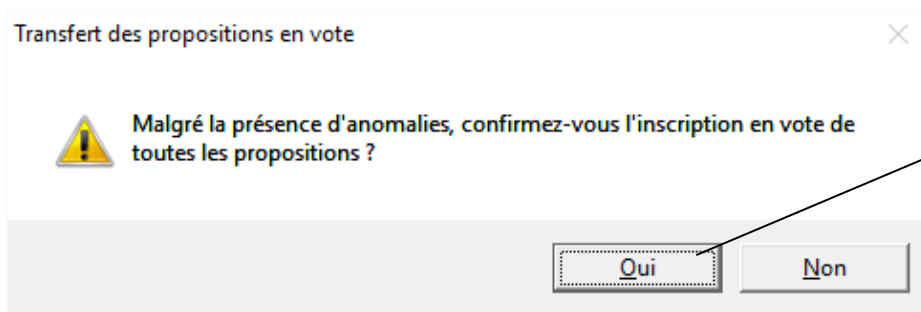 Transfert des propositions en vote
Malgré la présence d'anomalies, confirmez-vous l'inscription en vote de
toutes les propositions ?
Oui
Non